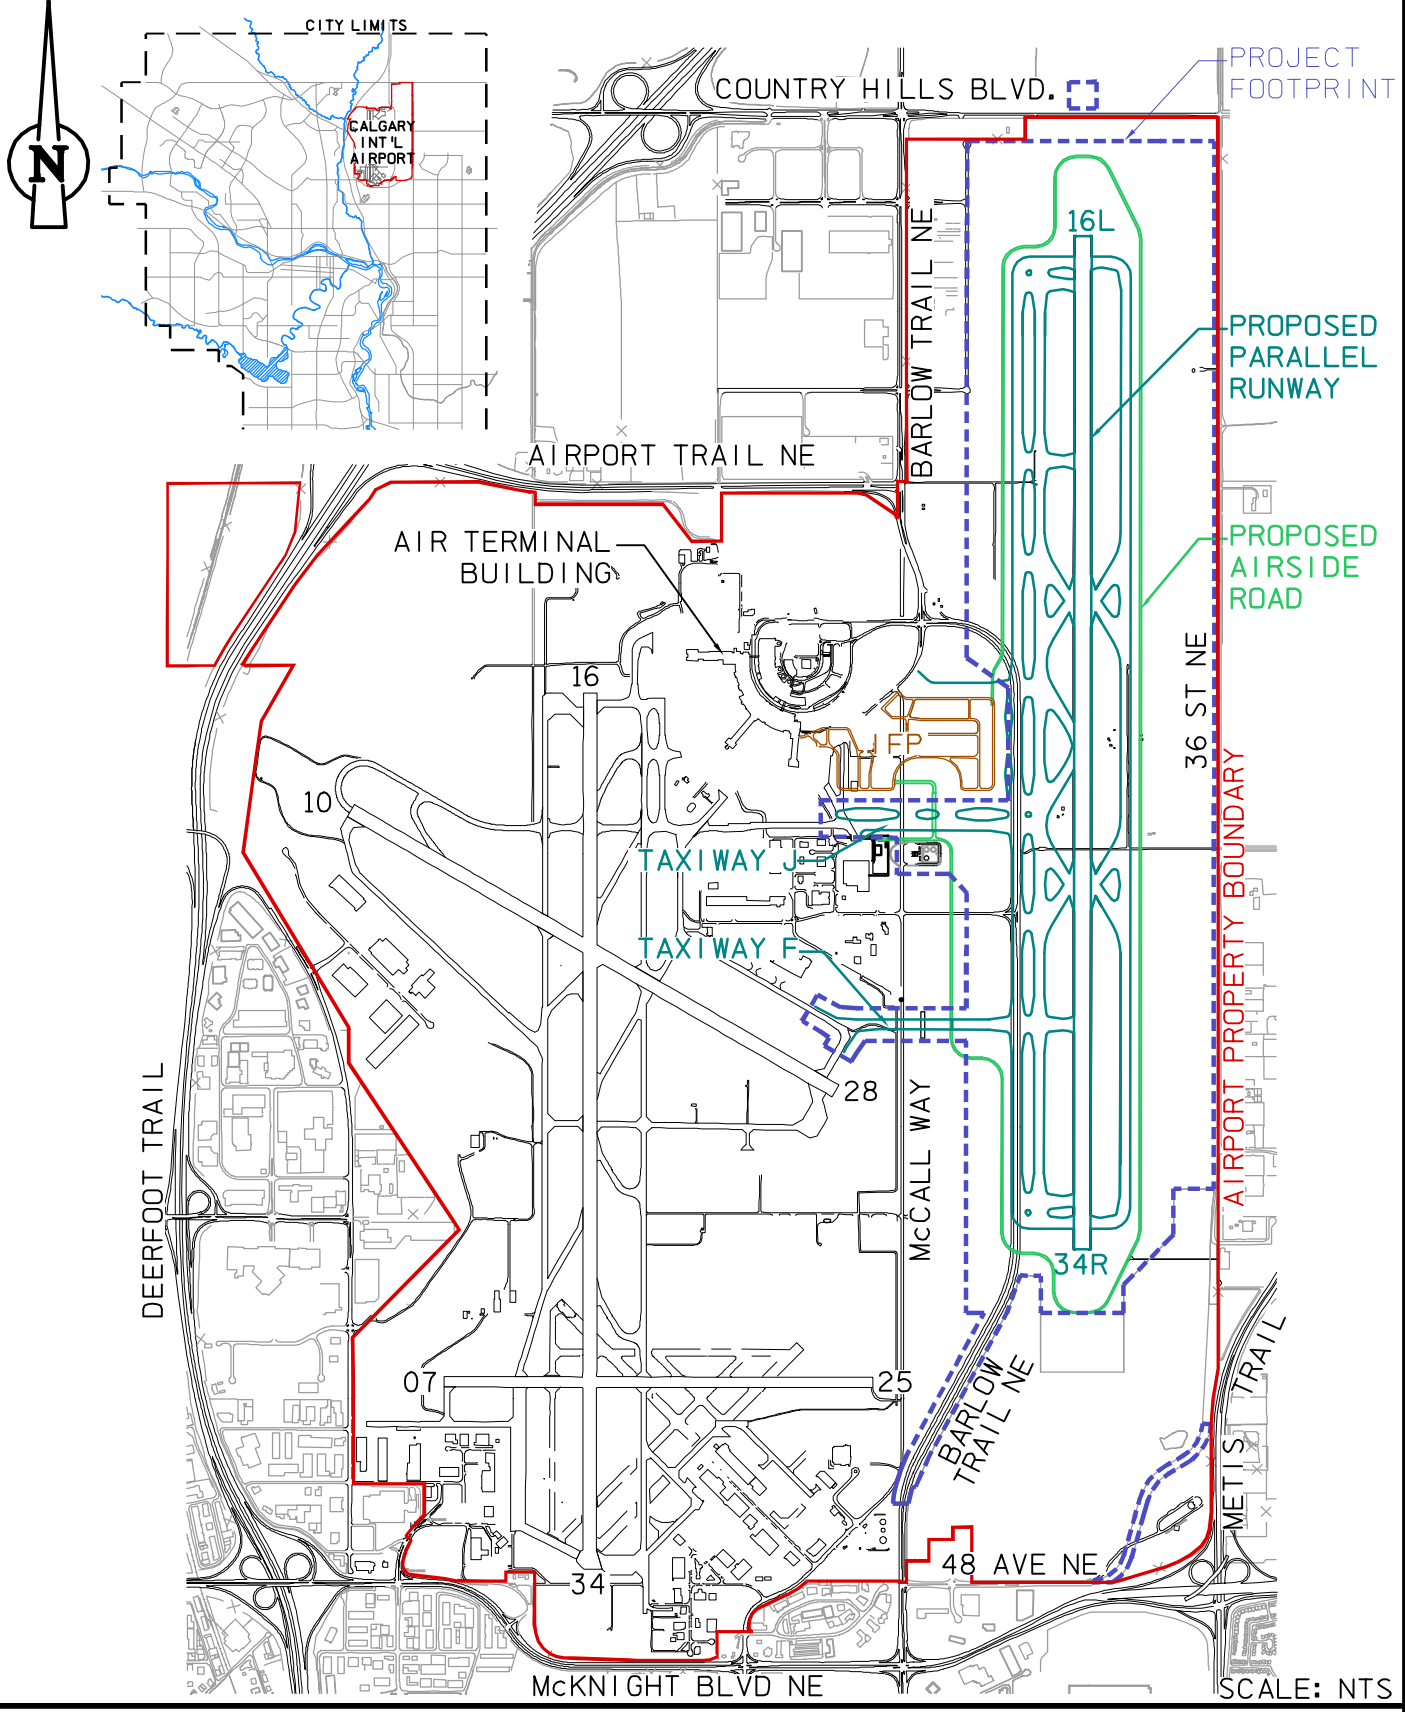 CITY LIMITS
N
CALGARY
INT'L
AIRPORT
COUNTRY HILLS BLVD.
PROJECT
FOOTPRINT
16L
BARLOW TRAIL NE
PROPOSED
PARALLEL
RUNWAY
AIRPORT TRAIL NE
AIR TERMINAL
BUILDING
PROPOSED
AIRSIDE
ROAD
36 ST NE
16
10
IFP
TAXIWAY J
TAXIWAY F
AIRPORT PROPERTY BOUNDARY
28
DEERFOOT TRAIL
McCALL WAY
34R
07
25
BARLOW
TRAIL NE
METIS TRAIL
34
48 AVE NE
McKNIGHT BLVD NE
SCALE: NTS